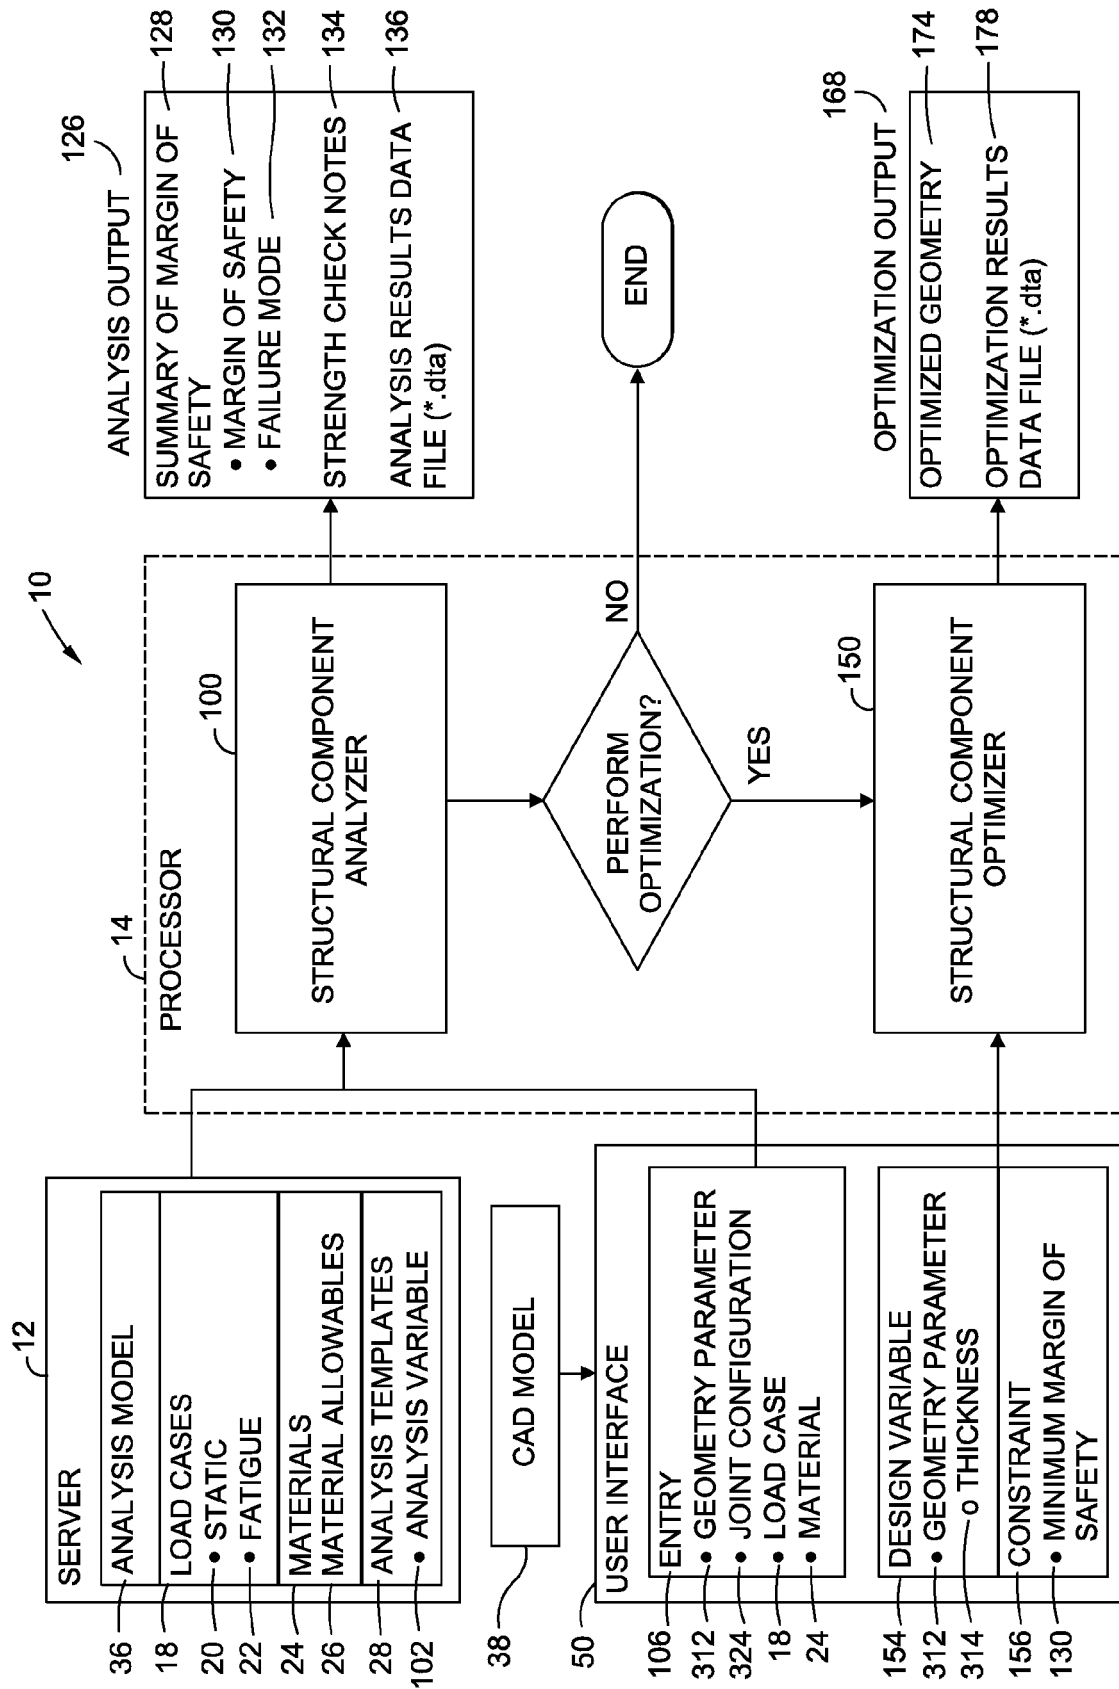 10
12
SERVER
36 ANALYSIS MODEL
18 LOAD CASES
20 • STATIC
22 • FATIGUE
24 MATERIALS
26 MATERIAL ALLOWABLES
28 ANALYSIS TEMPLATES
102 • ANALYSIS VARIABLE
38 CAD MODEL
50 USER INTERFACE
106 ENTRY
312 • GEOMETRY PARAMETER
324 • JOINT CONFIGURATION
18 • LOAD CASE
24 • MATERIAL
154 DESIGN VARIABLE
312 • GEOMETRY PARAMETER
314 o THICKNESS
156 CONSTRAINT
130 • MINIMUM MARGIN OF
SAFETY
14
PROCESSOR
100
STRUCTURAL COMPONENT
ANALYZER
PERFORM
OPTIMIZATION?
NO
YES
END
150
STRUCTURAL COMPONENT
OPTIMIZER
126
ANALYSIS OUTPUT
SUMMARY OF MARGIN OF 128
SAFETY
• MARGIN OF SAFETY 130
• FAILURE MODE 132
STRENGTH CHECK NOTES 134
ANALYSIS RESULTS DATA 136
FILE (*.dta)
168
OPTIMIZATION OUTPUT
OPTIMIZED GEOMETRY 174
OPTIMIZATION RESULTS 178
DATA FILE (*.dta)